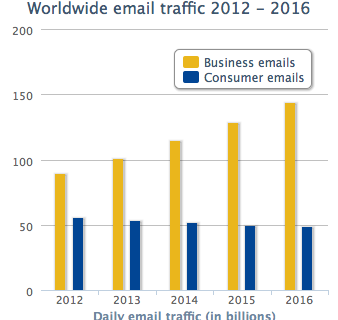 Worldwide email traffic 2012 – 2016
200
Business emails
Consumer emails
150
100
50
0
2012 2013 2014 2015 2016
Daily email traffic (in billions)